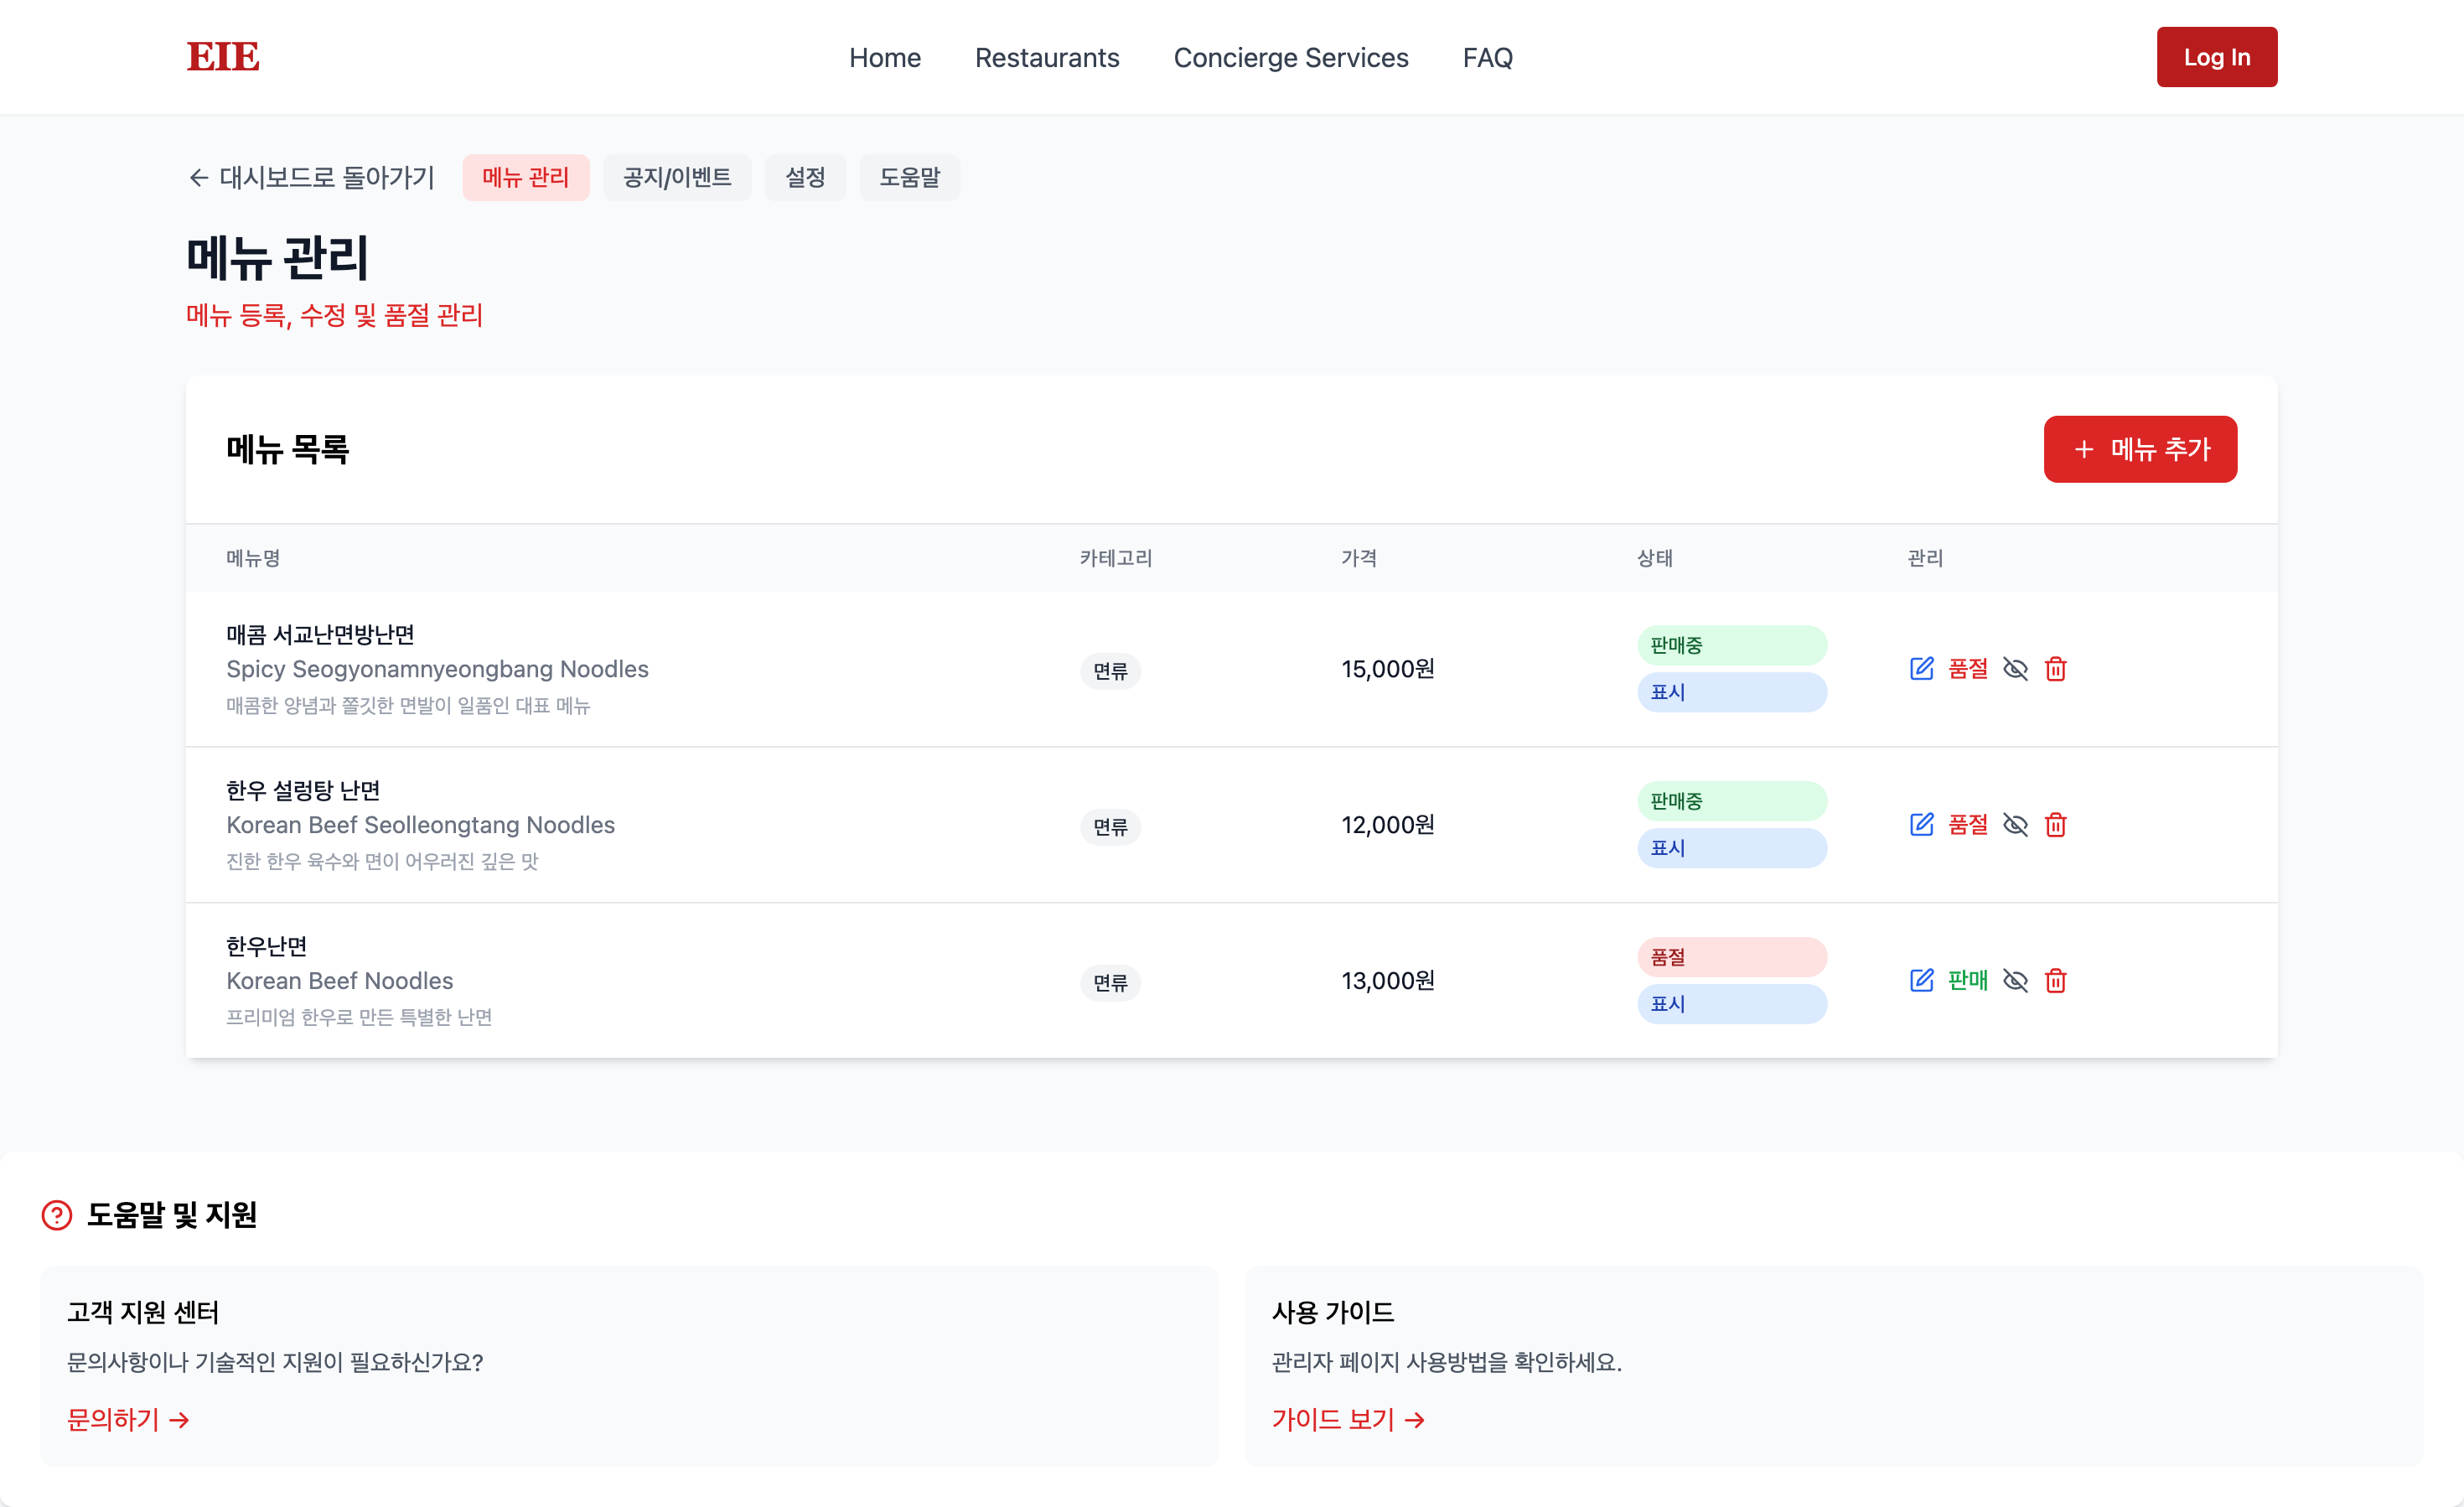 EIE
Home Restaurants Concierge Services FAQ
Log In
← 대시보드로 돌아가기 메뉴 관리 공지/이벤트 설정 도움말
메뉴 관리
메뉴 등록, 수정 및 품절 관리
메뉴 목록
+ 메뉴 추가
메뉴명 카테고리 가격 상태 관리
매콤 서교난면방난면
Spicy Seogyonamnyeongbang Noodles
매콤한 양념과 쫄깃한 면발이 일품인 대표 메뉴
면류
15,000원
판매중
표시
품절
한우 설렁탕 난면
Korean Beef Seolleongtang Noodles
진한 한우 육수와 면이 어우러진 깊은 맛
면류
12,000원
판매중
표시
품절
한우난면
Korean Beef Noodles
프리미엄 한우로 만든 특별한 난면
면류
13,000원
품절
표시
판매
도움말 및 지원
고객 지원 센터
문의사항이나 기술적인 지원이 필요하신가요?
문의하기 →
사용 가이드
관리자 페이지 사용방법을 확인하세요.
가이드 보기 →